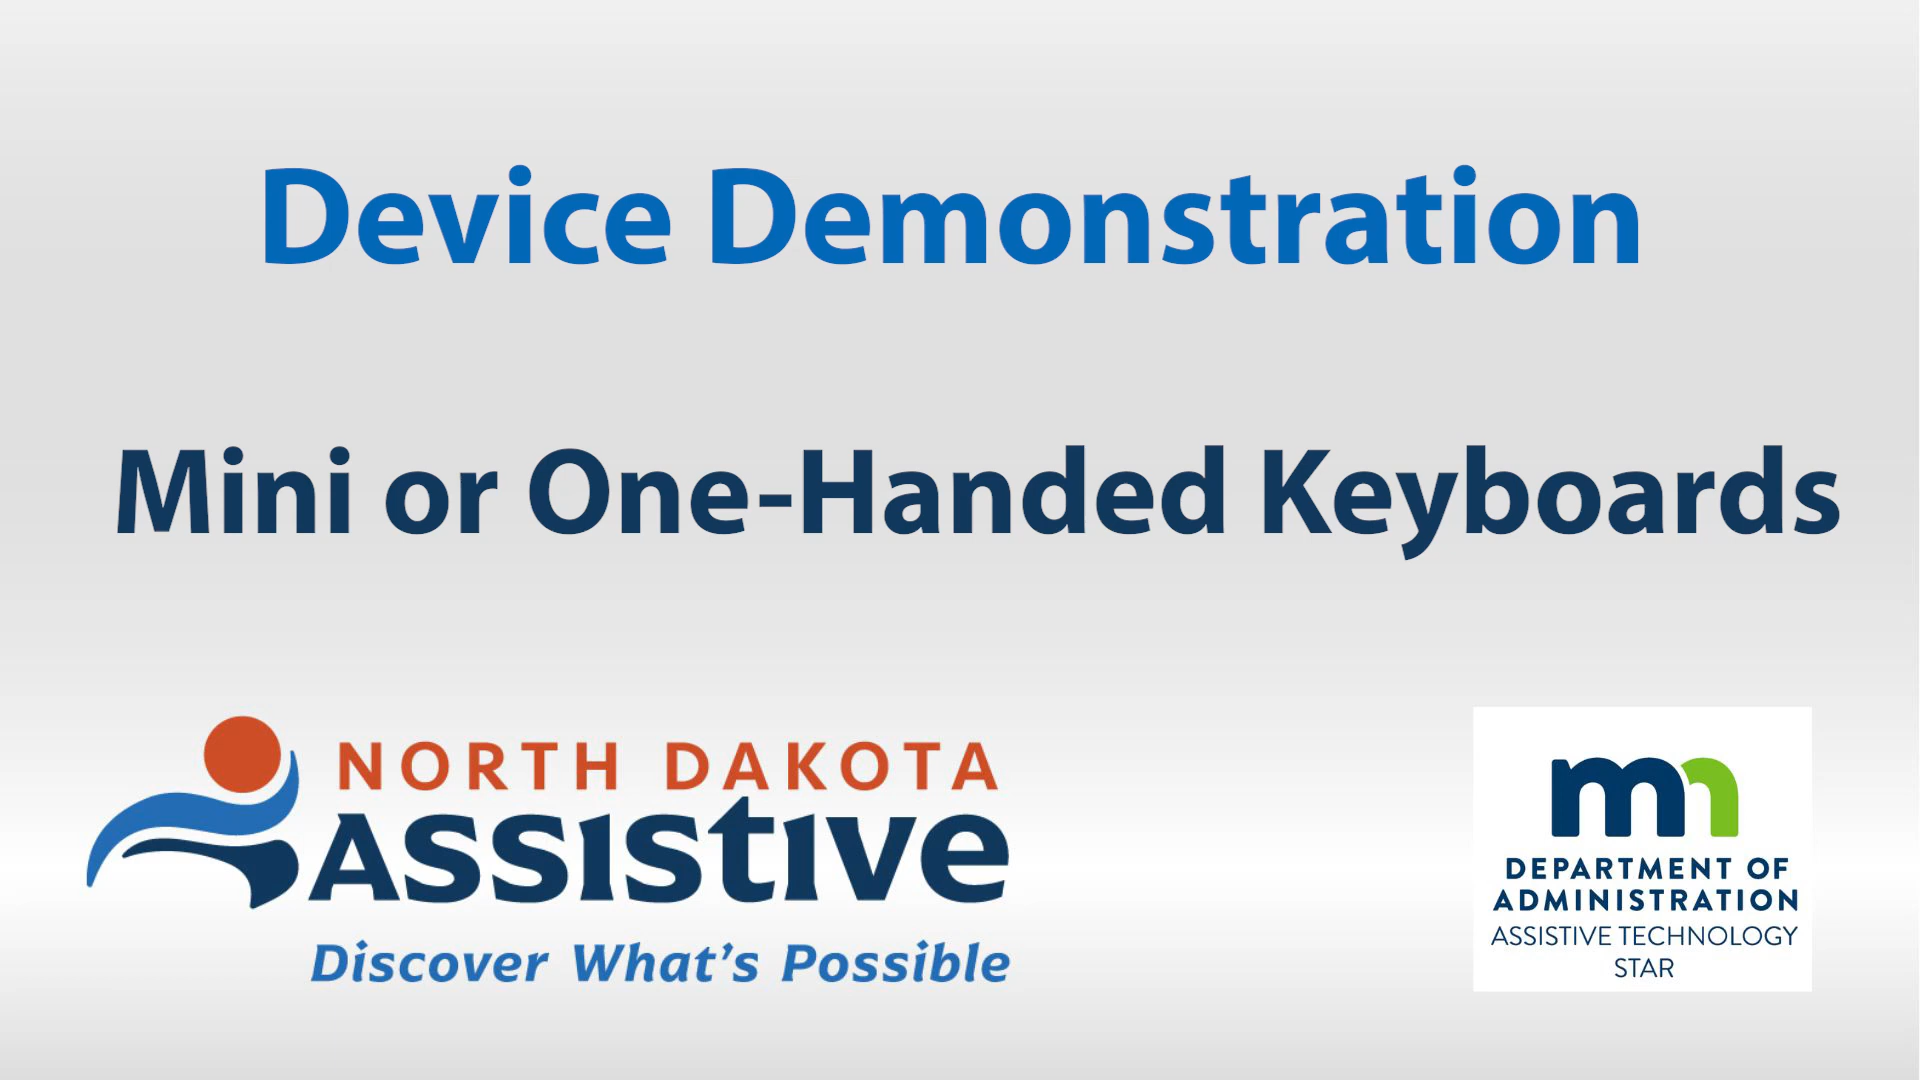 Device Demonstration
Mini or One-Handed Keyboards
NORTH DAKOTA
ASSISTIVE
Discover What's Possible
mn
DEPARTMENT OF
ADMINISTRATION
ASSISTIVE TECHNOLOGY
STAR